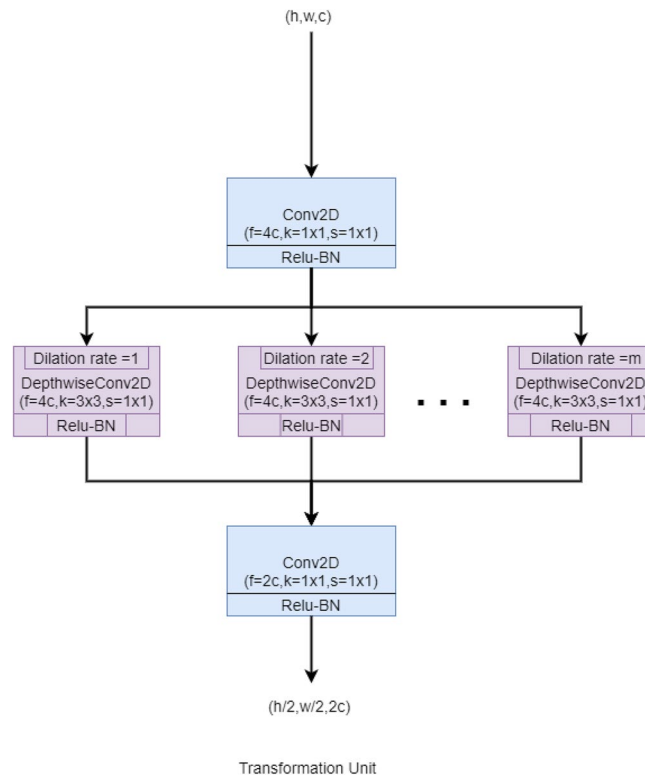 (h,w,c)
Conv2D
(f=4c,k=1x1,s=1x1)
Relu-BN
Dilation rate =1
DepthwiseConv2D
(f=4c,k=3x3,s=1x1)
Relu-BN
Dilation rate =2
DepthwiseConv2D
(f=4c,k=3x3,s=1x1)
Relu-BN
. . .
Dilation rate =m
DepthwiseConv2D
(f=4c,k=3x3,s=1x1)
Relu-BN
Conv2D
(f=2c,k=1x1,s=1x1)
Relu-BN
(h/2,w/2,2c)
Transformation Unit